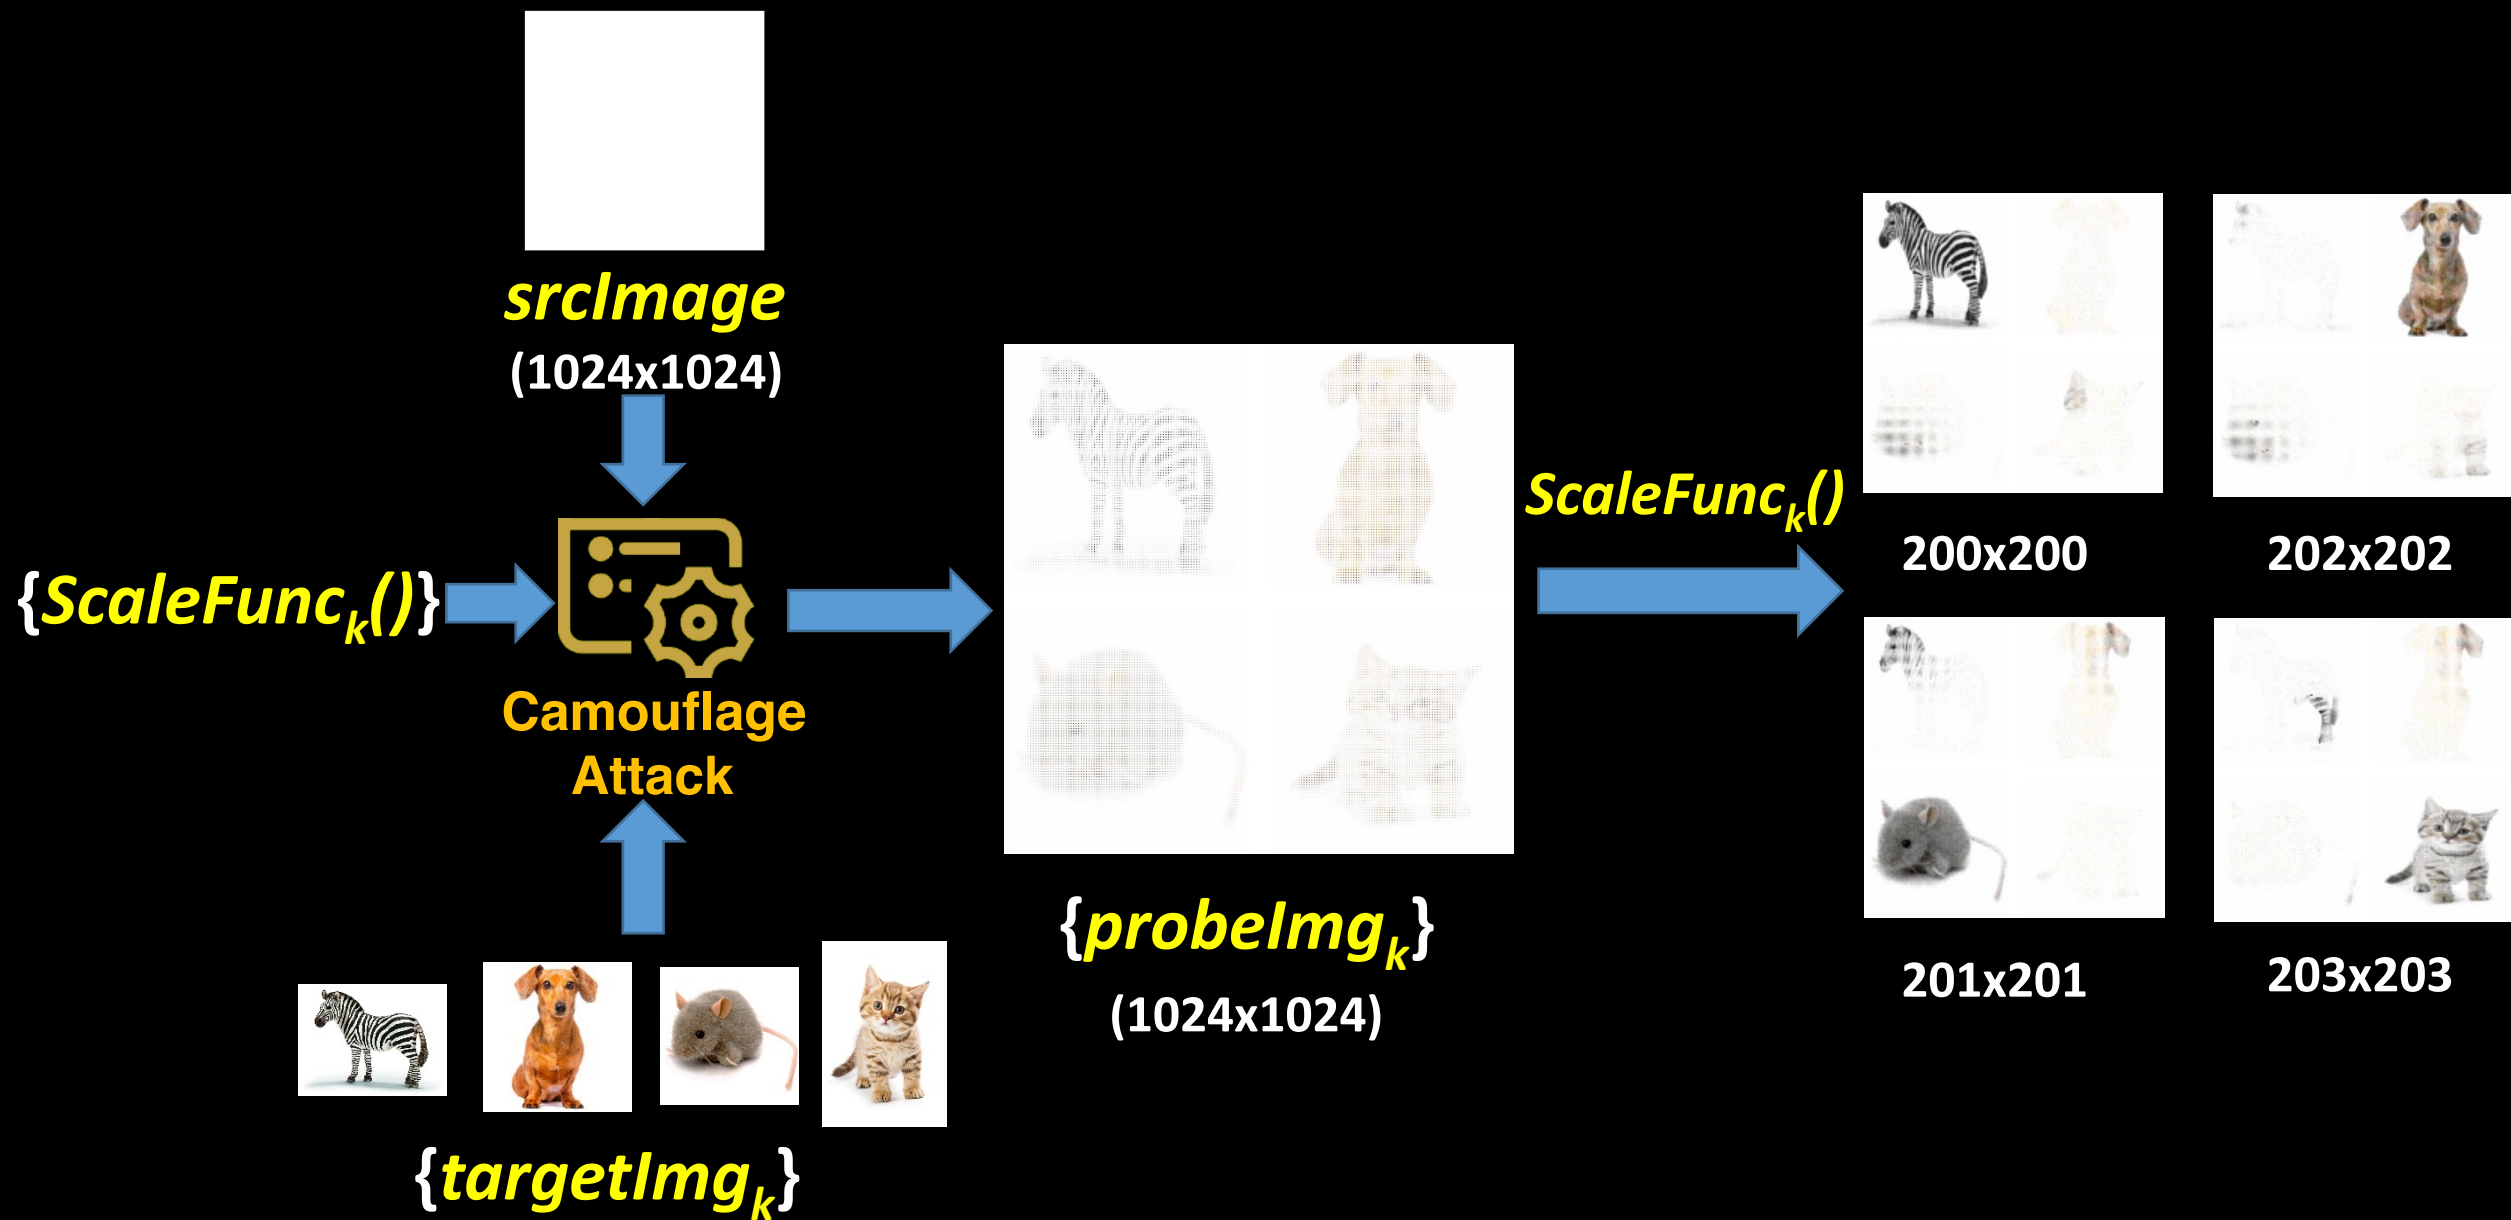 srcImage
(1024x1024)
{ScaleFunck()}
Camouflage
Attack
{targetImgk}
{probeImgk}
(1024x1024)
ScaleFunck()
200x200
202x202
201x201
203x203